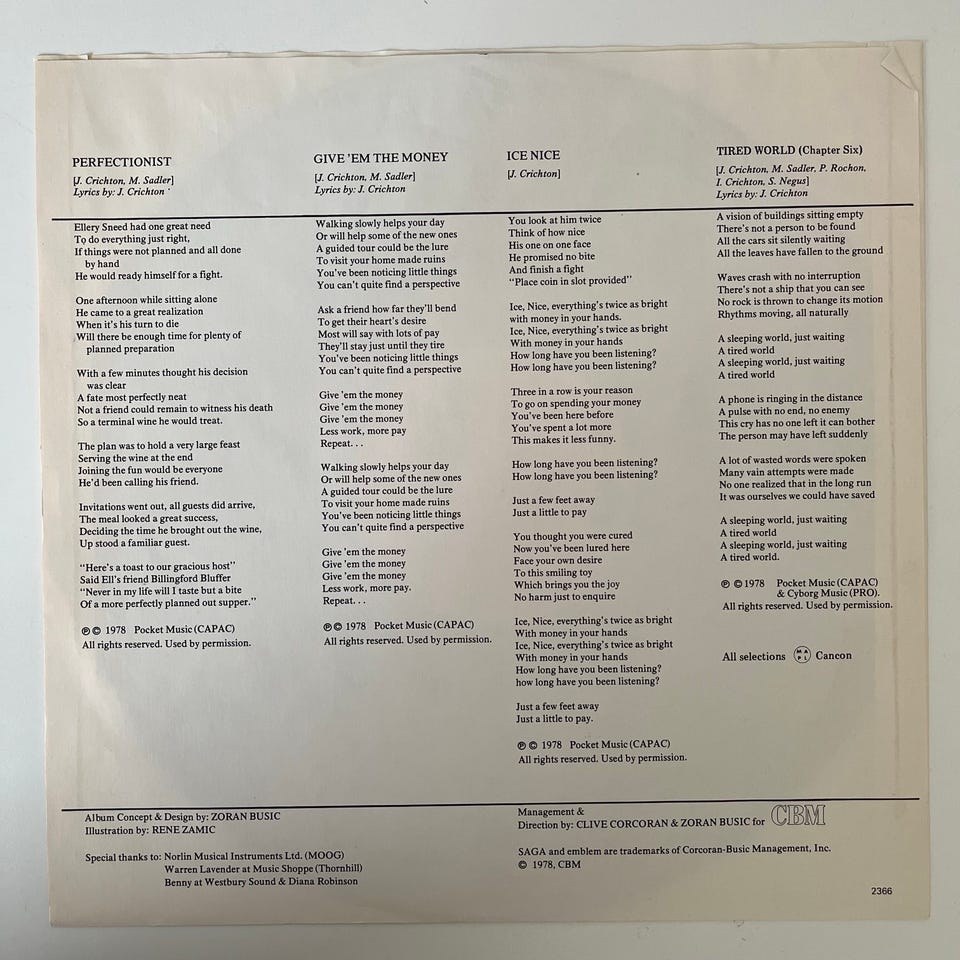 PERFECTIONIST
[J. Crichton, M. Sadler]
Lyrics by: J. Crichton
Ellery Sneed had one great need
To do everything just right,
If things were not planned and all done
by hand
He would ready himself for a fight.
One afternoon while sitting alone
He came to a great realization
When it's his turn to die
Will there be enough time for plenty of
planned preparation
With a few minutes thought his decision
was clear
A fate most perfectly neat
Not a friend could remain to witness his death
So a terminal wine he would treat.
The plan was to hold a very large feast
Serving the wine at the end
Joining the fun would be everyone
He'd been calling his friend.
Invitations went out, all guests did arrive,
The meal looked a great success,
Deciding the time he brought out the wine,
Up stood a familiar guest.
"Here's a toast to our gracious host"
Said Ell's friend Billingford Bluffer
"Never in my life will I taste but a bite
Of a more perfectly planned out supper."
℗ © 1978 Pocket Music (CAPAC)
All rights reserved. Used by permission.
GIVE 'EM THE MONEY
[J. Crichton, M. Sadler]
Lyrics by: J. Crichton
Walking slowly helps your day
Or will help some of the new ones
A guided tour could be the lure
To visit your home made ruins
You've been noticing little things
You can't quite find a perspective
Ask a friend how far they'll bend
To get their heart's desire
Most will say with lots of pay
They'll stay just until they tire
You've been noticing little things
You can't quite find a perspective
Give 'em the money
Give 'em the money
Give 'em the money
Less work, more pay
Repeat. . .
Walking slowly helps your day
Or will help some of the new ones
A guided tour could be the lure
To visit your home made ruins
You've been noticing little things
You can't quite find a perspective
Give 'em the money
Give 'em the money
Give 'em the money
Less work, more pay.
Repeat. . .
℗ © 1978 Pocket Music (CAPAC)
All rights reserved. Used by permission.
ICE NICE
[J. Crichton]
You look at him twice
Think of how nice
His one on one face
He promised no bite
And finish a fight
"Place coin in slot provided"
Ice, Nice, everything's twice as bright
with money in your hands.
Ice, Nice, everything's twice as bright
With money in your hands
How long have you been listening?
How long have you been listening?
Three in a row is your reason
To go on spending your money
You've been here before
You've spent a lot more
This makes it less funny.
How long have you been listening?
How long have you been listening?
Just a few feet away
Just a little to pay
You thought you were cured
Now you've been lured here
Face your own desire
To this smiling toy
Which brings you the joy
No harm just to enquire
Ice, Nice, everything's twice as bright
With money in your hands
Ice, Nice, everything's twice as bright
With money in your hands
How long have you been listening?
how long have you been listening?
Just a few feet away
Just a little to pay.
℗ © 1978 Pocket Music (CAPAC)
All rights reserved. Used by permission.
TIRED WORLD (Chapter Six)
[J. Crichton, M. Sadler, P. Rochon,
I. Crichton, S. Negus]
Lyrics by: J. Crichton
A vision of buildings sitting empty
There's not a person to be found
All the cars sit silently waiting
All the leaves have fallen to the ground
Waves crash with no interruption
There's not a ship that you can see
No rock is thrown to change its motion
Rhythms moving, all naturally
A sleeping world, just waiting
A tired world
A sleeping world, just waiting
A tired world
A phone is ringing in the distance
A pulse with no end, no enemy
This cry has no one left it can bother
The person may have left suddenly
A lot of wasted words were spoken
Many vain attempts were made
No one realized that in the long run
It was ourselves we could have saved
A sleeping world, just waiting
A tired world
A sleeping world, just waiting
A tired world.
℗ © 1978 Pocket Music (CAPAC)
& Cyborg Music (PRO).
All rights reserved. Used by permission.
All selections MAPL Cancon
Album Concept & Design by: ZORAN BUSIC
Illustration by: RENE ZAMIC
Special thanks to: Norlin Musical Instruments Ltd. (MOOG)
Warren Lavender at Music Shoppe (Thornhill)
Benny at Westbury Sound & Diana Robinson
Management &
Direction by: CLIVE CORCORAN & ZORAN BUSIC for CBM
SAGA and emblem are trademarks of Corcoran-Busic Management, Inc.
© 1978, CBM
2366